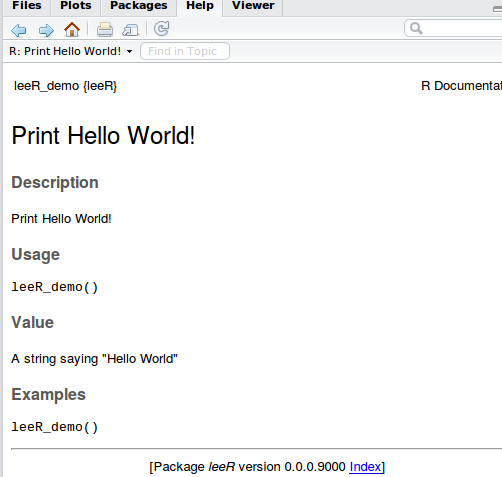 Files Plots Packages Help Viewer
R: Print Hello World! Find in Topic
leeR_demo {leeR} R Documentat
Print Hello World!
Description
Print Hello World!
Usage
leeR_demo()
Value
A string saying "Hello World"
Examples
leeR_demo()
[Package leeR version 0.0.0.9000 Index]